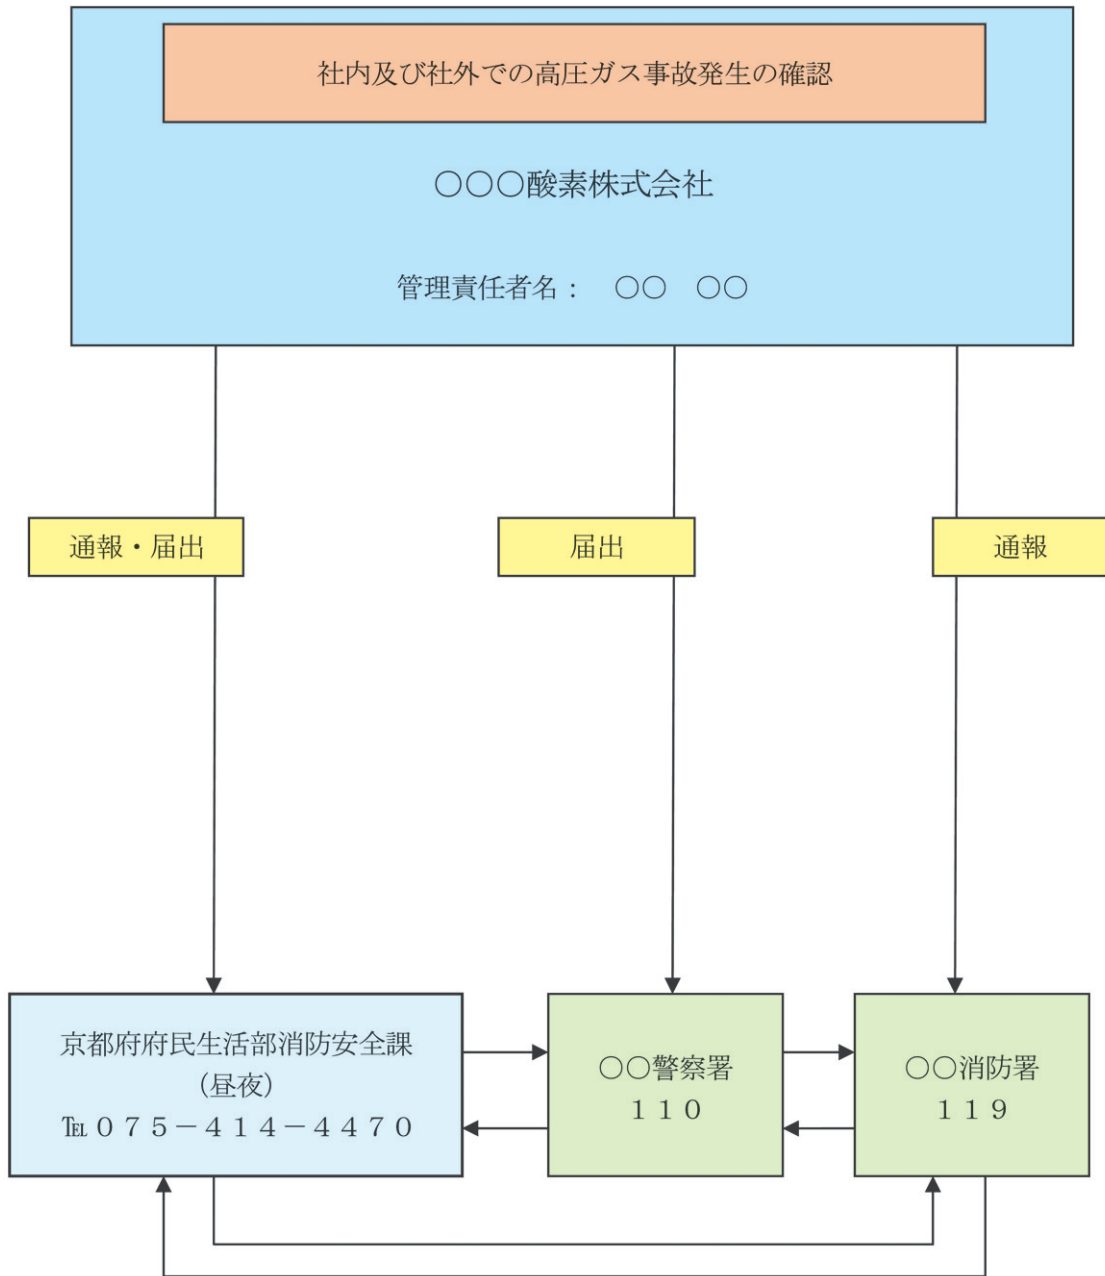 社内及び社外での高圧ガス事故発生の確認
○○○酸素株式会社
管理責任者名：　○○　○○
通報・届出
届出
通報
京都府府民生活部消防安全課
（昼夜）
℡０７５－４１４－４４７０
○○警察署
１１０
○○消防署
１１９